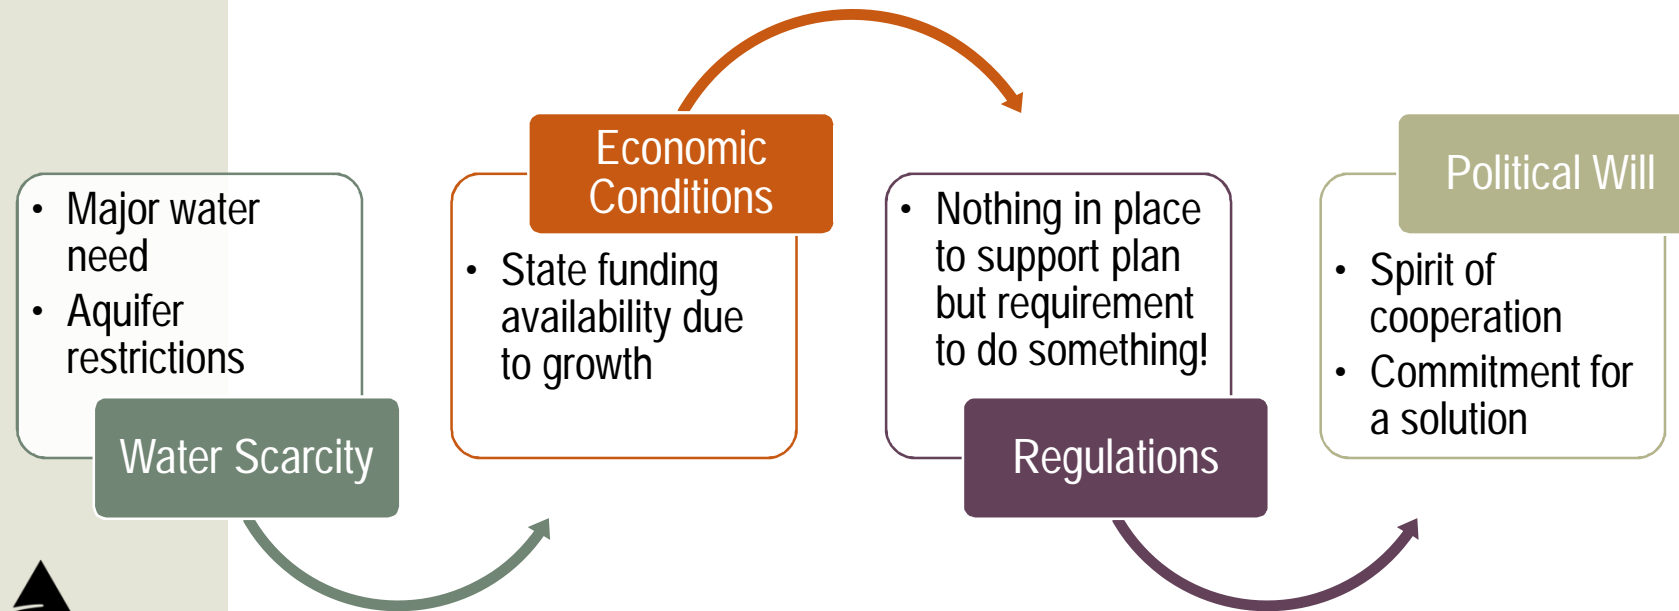 • Major water
need
• Aquifer
restrictions
Water Scarcity
Economic
Conditions
• State funding
availability due
to growth
• Nothing in place
to support plan
but requirement
to do something!
Regulations
Political Will
• Spirit of
cooperation
• Commitment for
a solution